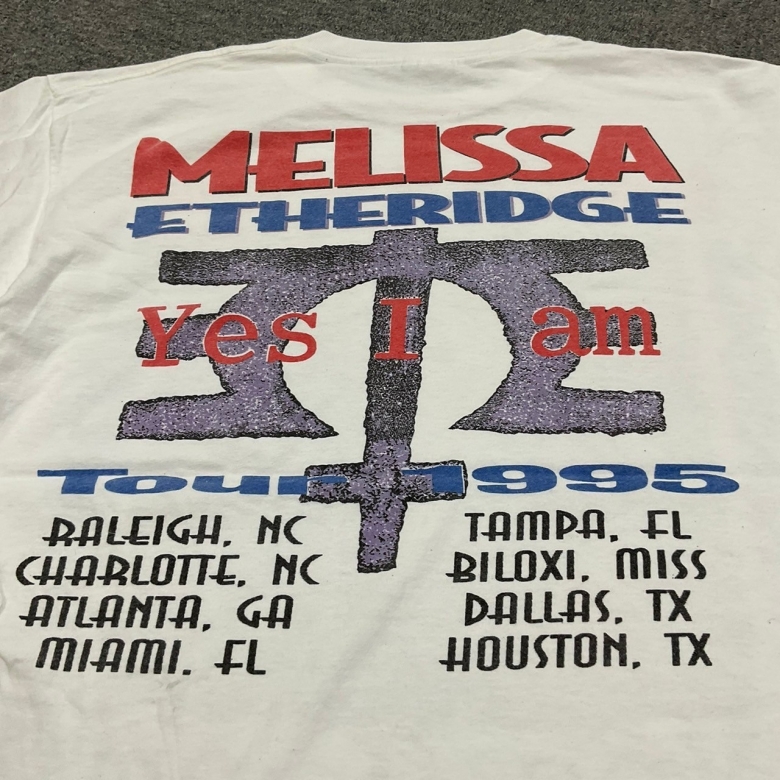 MELISSA
ETHERIDGE
Yes I am
Tour 1995
RALEIGH, NC
CHARLOTTE, NC
ATLANTA, GA
MIAMI. FL
TAMPA, FL
BILOXI, MISS
DALLAS, TX
HOUSTON, TX